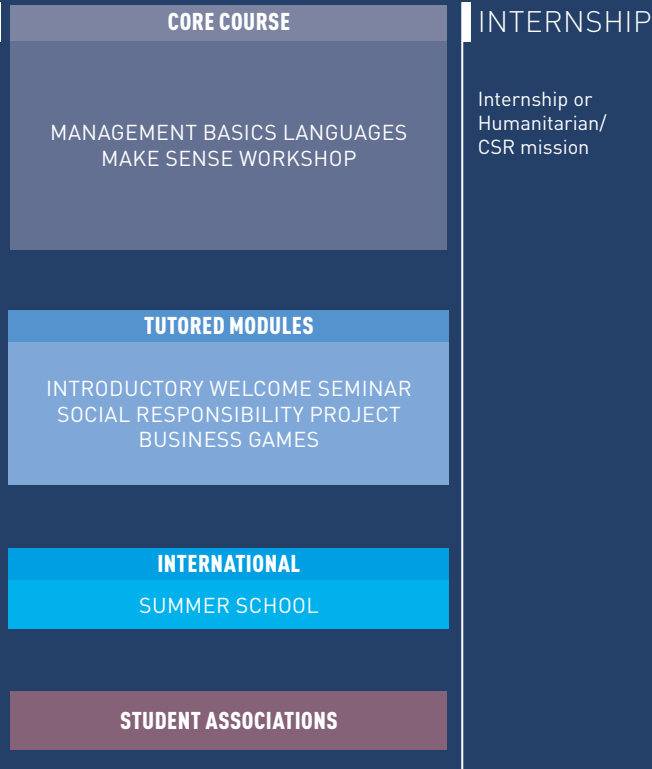 CORE COURSE
MANAGEMENT BASICS LANGUAGES
MAKE SENSE WORKSHOP
TUTORED MODULES
INTRODUCTORY WELCOME SEMINAR
SOCIAL RESPONSIBILITY PROJECT
BUSINESS GAMES
INTERNATIONAL
SUMMER SCHOOL
STUDENT ASSOCIATIONS
INTERNSHIP
Internship or
Humanitarian/
CSR mission